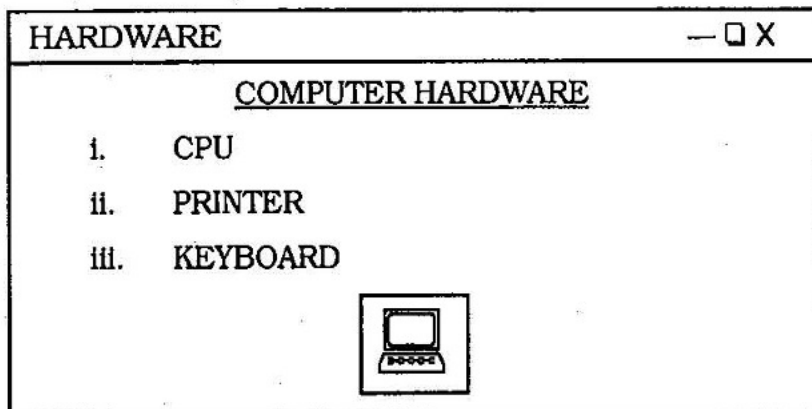 HARDWARE
COMPUTER HARDWARE
i. CPU
ii. PRINTER
iii. KEYBOARD